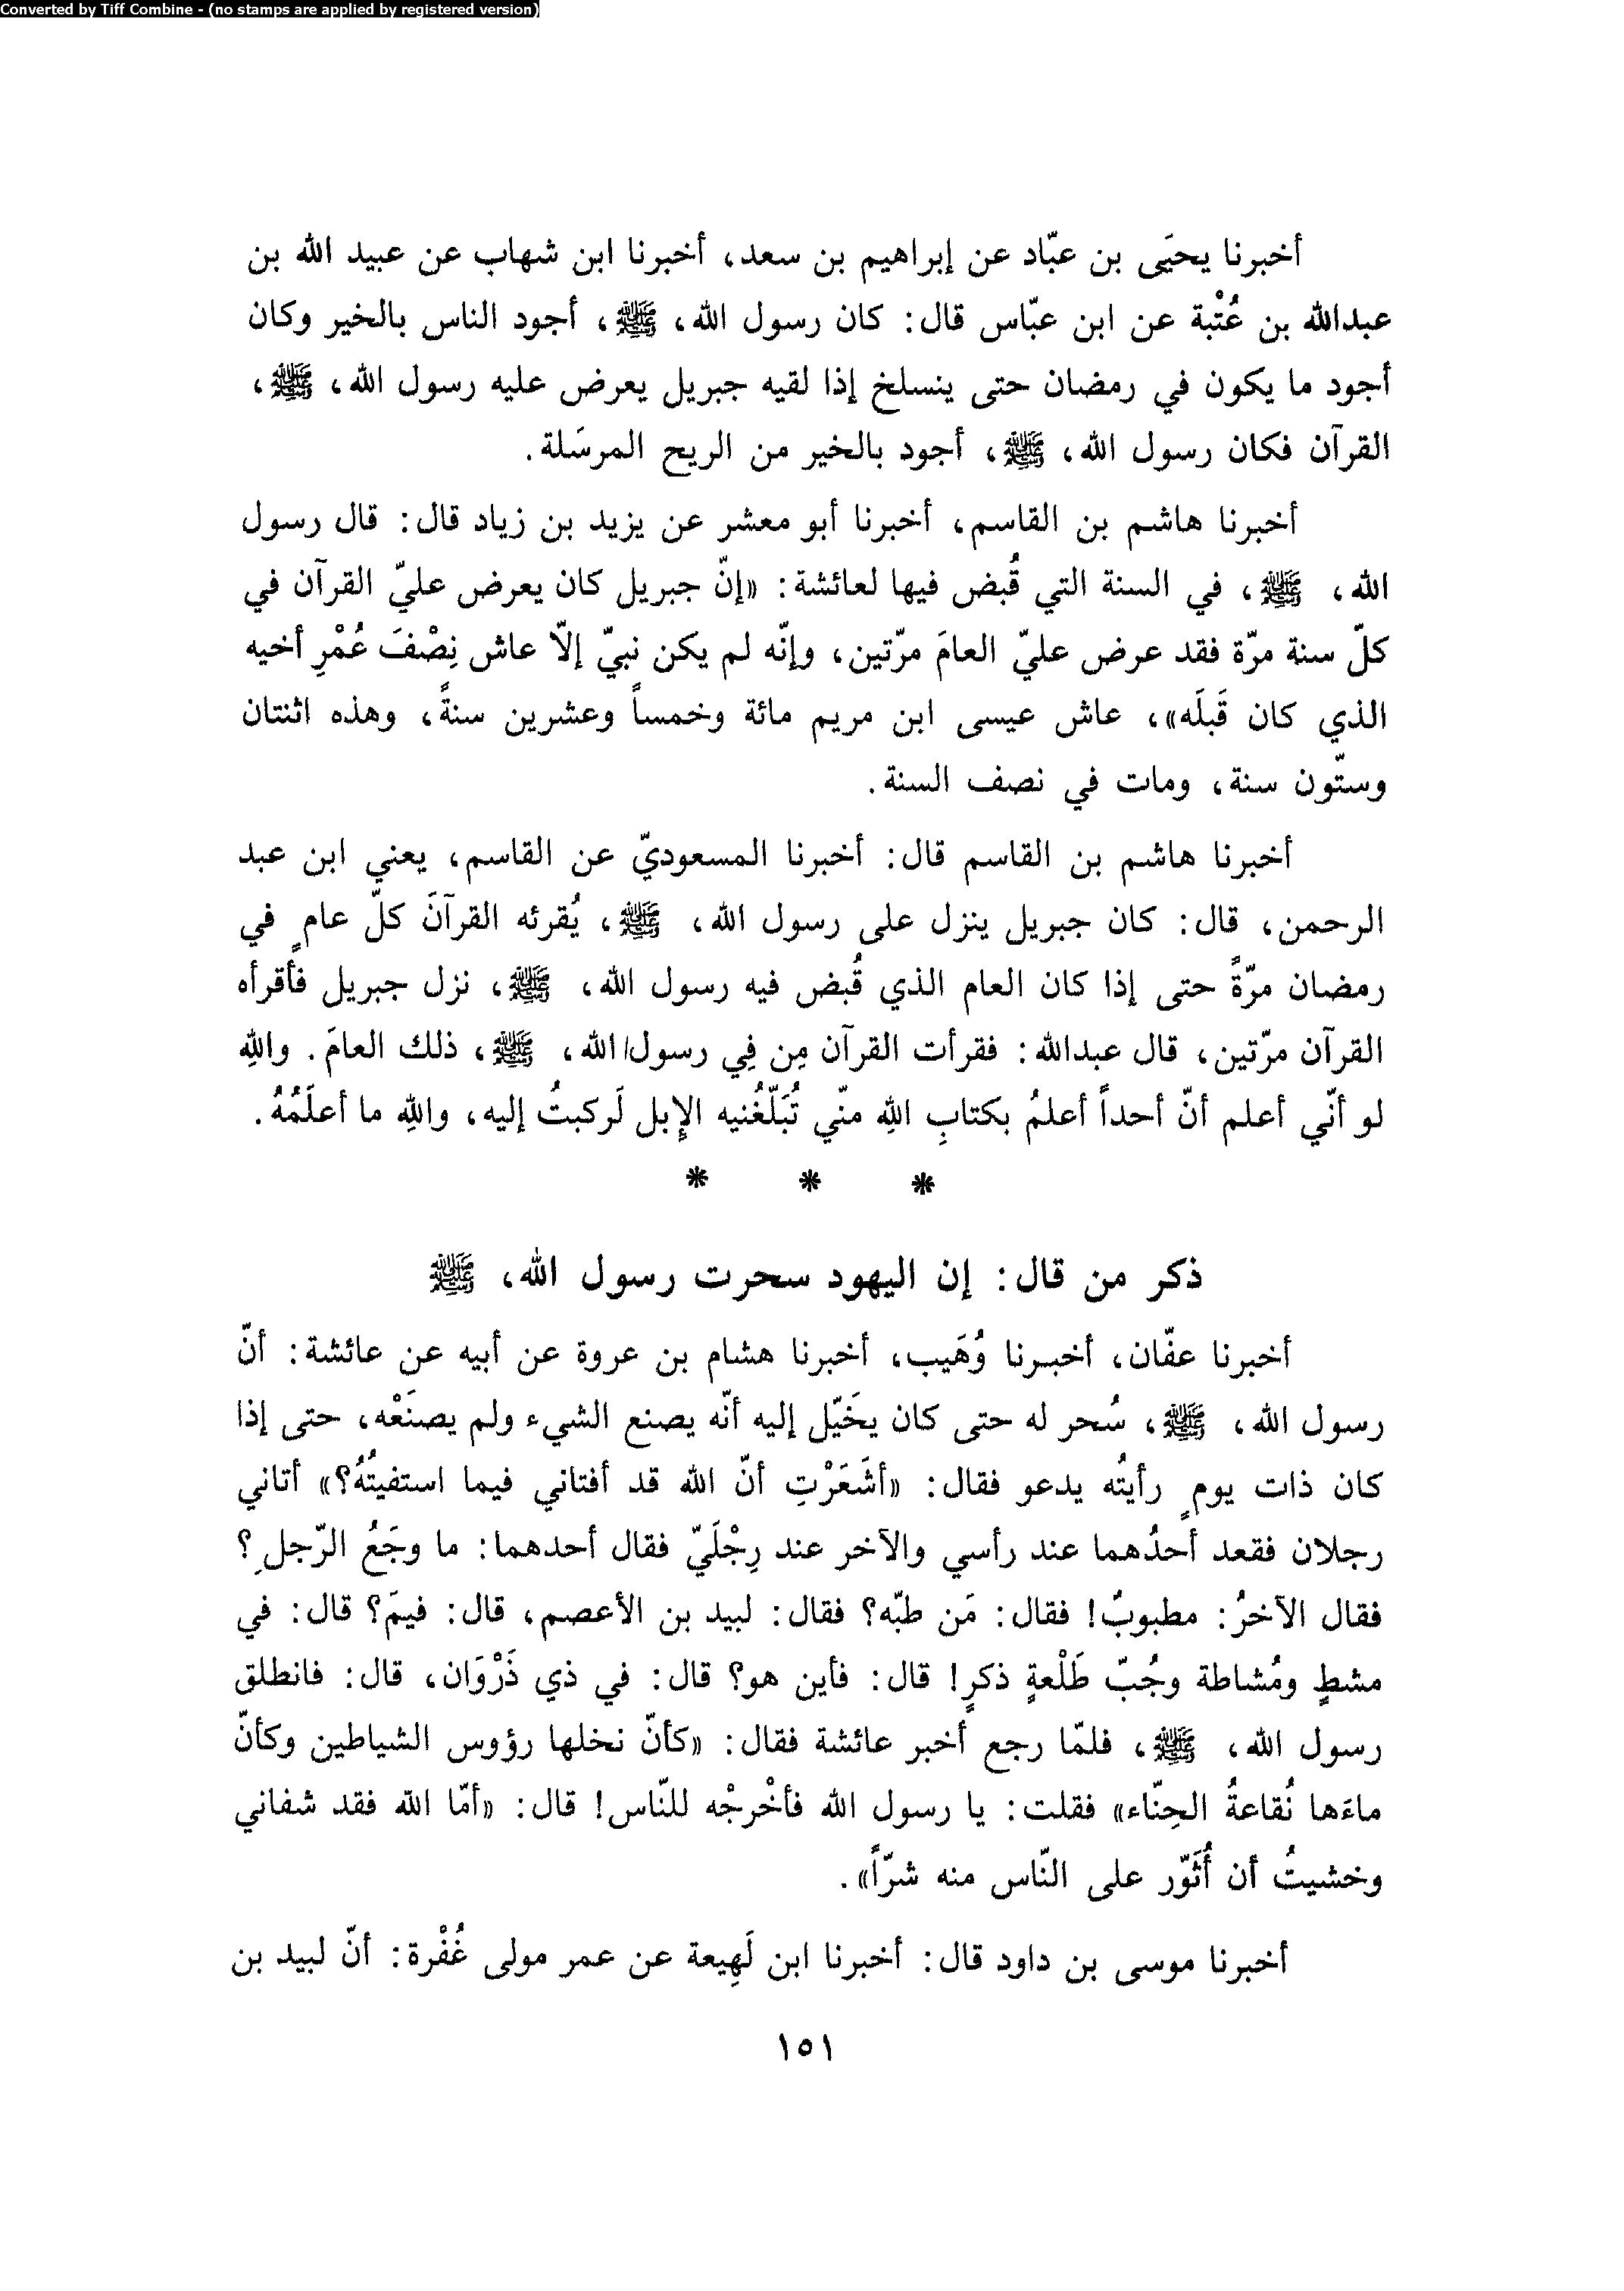 Converted by Tiff Combine - (no stamps are applied by registered version)
أخبرنا يحيَى بن عبّاد عن إبراهيم بن سعد، أخبرنا ابن شهاب عن عبيد الله بن
عبدالله بن عُتْبة عن ابن عبّاس قال: كان رسول الله، ﷺ، أجود الناس بالخير وكان
أجود ما يكون في رمضان حتى ينسلخ إذا لقيه جبريل يعرض عليه رسول الله، ﷺ،
القرآن فكان رسول الله، ﷺ، أجود بالخير من الريح المرسَلة.
أخبرنا هاشم بن القاسم، أخبرنا أبو معشر عن يزيد بن زياد قال: قال رسول
الله، ﷺ، في السنة التي قُبض فيها لعائشة: «إنّ جبريل كان يعرض عليّ القرآن في
كلّ سنة مرّة فقد عرض عليّ العامَ مرّتين، وإنّه لم يكن نبيّ إلّا عاش نِصْفَ عُمْرِ أخيه
الذي كان قَبلَه»، عاش عيسى ابن مريم مائة وخمساً وعشرين سنةً، وهذه اثنتان
وستّون سنة، ومات في نصف السنة.
أخبرنا هاشم بن القاسم قال: أخبرنا المسعوديّ عن القاسم، يعني ابن عبد
الرحمن، قال: كان جبريل ينزل على رسول الله، ﷺ، يُقرئه القرآنَ كلّ عامٍ في
رمضان مرّةً حتى إذا كان العام الذي قُبض فيه رسول الله، ﷺ، نزل جبريل فأقرأه
القرآن مرّتين، قال عبدالله: فقرأت القرآن مِن فِي رسول الله، ﷺ، ذلك العامَ. واللهِ
لو أنّي أعلم أنّ أحداً أعلمُ بكتابِ اللهِ منّي تُبَلّغُنيه الإبل لَركبتُ إليه، واللهِ ما أعلَمُهُ.
* * *
ذكر من قال: إن اليهود سحرت رسول الله، ﷺ
أخبرنا عفّان، أخبرنا وُهَيب، أخبرنا هشام بن عروة عن أبيه عن عائشة: أنّ
رسول الله، ﷺ، سُحر له حتى كان يخَيّل إليه أنّه يصنع الشيء ولم يصنَعْه، حتى إذا
كان ذات يومٍ رأيتُه يدعو فقال: «أشَعَرْتِ أنّ الله قد أفتاني فيما استفيتُهُ؟» أتاني
رجلان فقعد أحدُهما عند رأسي والآخر عند رِجْلَيّ فقال أحدهما: ما وجَعُ الرّجلِ؟
فقال الآخرُ: مطبوبٌ! فقال: مَن طبّه؟ فقال: لبيد بن الأعصم، قال: فيمَ؟ قال: في
مشطٍ ومُشاطة وجُبّ طَلْعةٍ ذكرٍ! قال: فأين هو؟ قال: في ذي ذَرْوَان، قال: فانطلق
رسول الله، ﷺ، فلمّا رجع أخبر عائشة فقال: «كأنّ نخلها رؤوس الشياطين وكأنّ
ماءَها نُقاعةُ الحِنّاء» فقلت: يا رسول الله فأخْرجْه للنّاس! قال: «أمّا الله فقد شفاني
وخشيتُ أن أُثَوّر على النّاس منه شرّاً».
أخبرنا موسى بن داود قال: أخبرنا ابن لَهِيعة عن عمر مولى غُفْرة: أنّ لبيد بن
١٥١